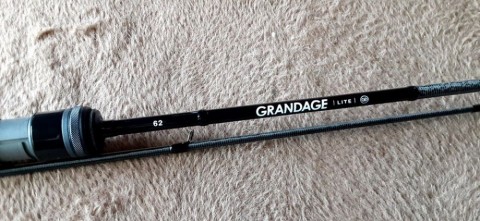 62 GRANDAGE | LITE |